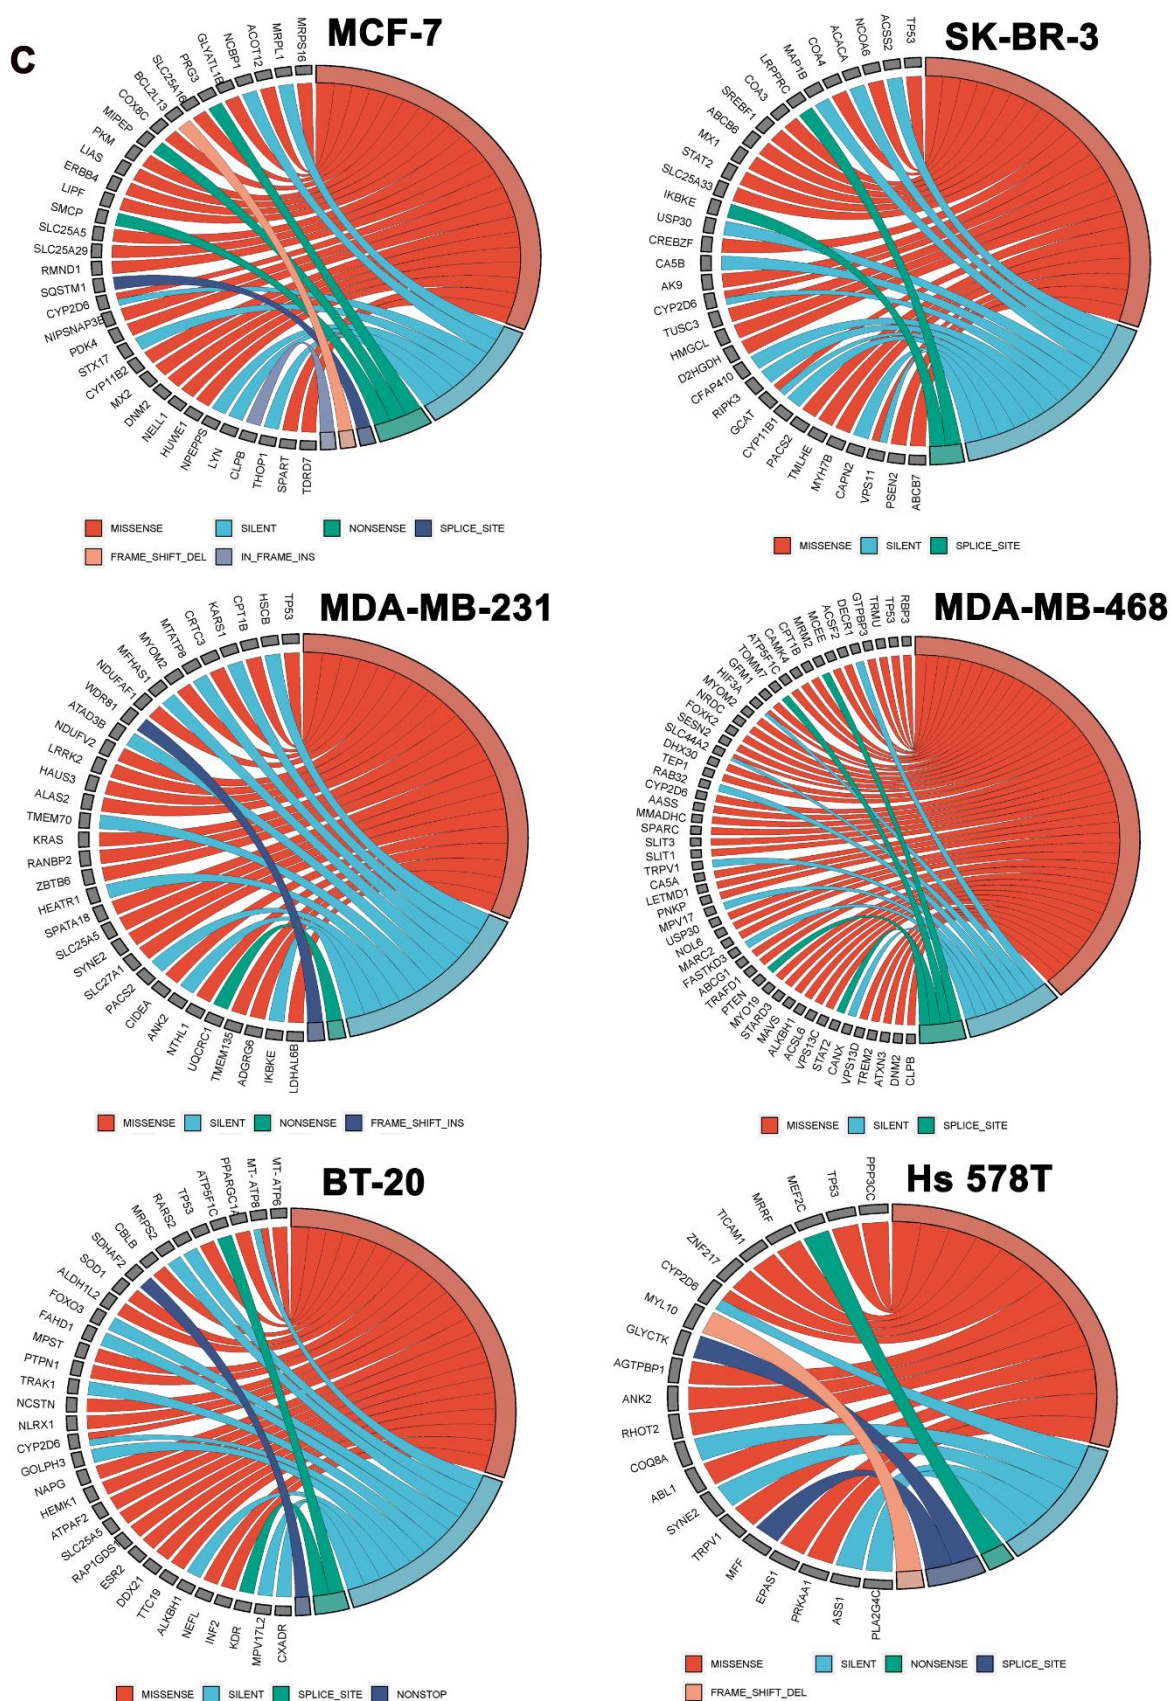 C
MCF-7
MRPS16
MRPL1
ACOT12
NCBP1
GLYATL1B
PRG3
SLC25A16
BCL2L13
COX8C
MIPEP
PKM
LIAS
ERBB4
LIPF
SMCP
SLC25A5
SLC25A29
RMND1
SQSTM1
CYP2D6
NIPSNAP3B
PDK4
STX17
CYP11B2
MX2
DNM2
NELL1
HUWE1
NPEPPS
LYN
CLPB
THOP1
SPART
TDRD7
MISSENSE SILENT NONSENSE SPLICE_SITE
FRAME_SHIFT_DEL IN_FRAME_INS
SK-BR-3
TP53
ACSS2
NCOA6
ACACA
COA4
MAP1B
LRPPRC
COA3
SREBF1
ABCB6
MX1
STAT2
SLC25A33
IKBKE
USP30
CREBZF
CA5B
AK9
CYP2D6
TUSC3
HMGCL
D2HGDH
CFAP410
RIPK3
GCAT
CYP11B1
PACS2
TMLHE
MYH7B
CAPN2
VPS11
PSEN2
ABCB7
MISSENSE SILENT SPLICE_SITE
MDA-MB-231
TP53
HSCB
CPT1B
KARS1
CRTC3
MTATP8
MYOM2
MFHAS1
NDUFAF1
WDR81
ATAD3B
NDUFV2
LRRK2
HAUS3
ALAS2
TMEM70
KRAS
RANBP2
ZBTB6
HEATR1
SPATA18
SLC25A5
SYNE2
SLC27A1
PACS2
CIDEA
ANK2
NTHL1
UQCRC1
TMEM135
ADGRG6
IKBKE
LDHAL6B
MISSENSE SILENT NONSENSE FRAME_SHIFT_INS
MDA-MB-468
RBP3
TP53
TRMU
GTPBP3
DECR1
ACSF2
MCEE
MRM2
CPT1B
CAMK4
ATP5F1C
TOMM7
GFM1
HIF3A
MYOM2
NRDC
FOXK2
SESN2
SLC44A2
DHX30
TEP1
RAB32
CYP2D6
AASS
MMADHC
SPARC
SLIT3
SLIT1
TRPV1
CA5A
LETMD1
PNKP
MPV17
USP30
NOL6
MARC2
FASTKD3
ABCG1
TRAFD1
PTEN
MYO19
STARD3
MAVS
ALKBH1
ACSL6
VPS13C
STAT2
CANX
VPS13D
TREM2
ATXN3
DNM2
CLPB
MISSENSE SILENT SPLICE_SITE
BT-20
MT- ATP6
MT- ATP8
PPARGC1A
ATP5F1C
TP53
RARS2
MRPS2
CBLB
SDHAF2
SOD1
ALDH1L2
FOXO3
FAHD1
MPST
PTPN1
TRAK1
NCSTN
NLRX1
CYP2D6
GOLPH3
NAPG
HEMK1
ATPAF2
SLC25A5
RAP1GDS1
ESR2
DDX21
TTC19
ALKBH1
NEFL
INF2
KDR
MPV17L2
CXADR
MISSENSE SILENT SPLICE_SITE NONSTOP
Hs 578T
PPP3CC
TP53
MEF2C
MRRF
TICAM1
ZNF217
CYP2D6
MYL10
GLYCTK
AGTPBP1
ANK2
RHOT2
COQ8A
ABL1
SYNE2
TRPV1
MFF
EPAS1
PRKAA1
ASS1
PLA2G4C
MISSENSE SILENT NONSENSE SPLICE_SITE
FRAME_SHIFT_DEL